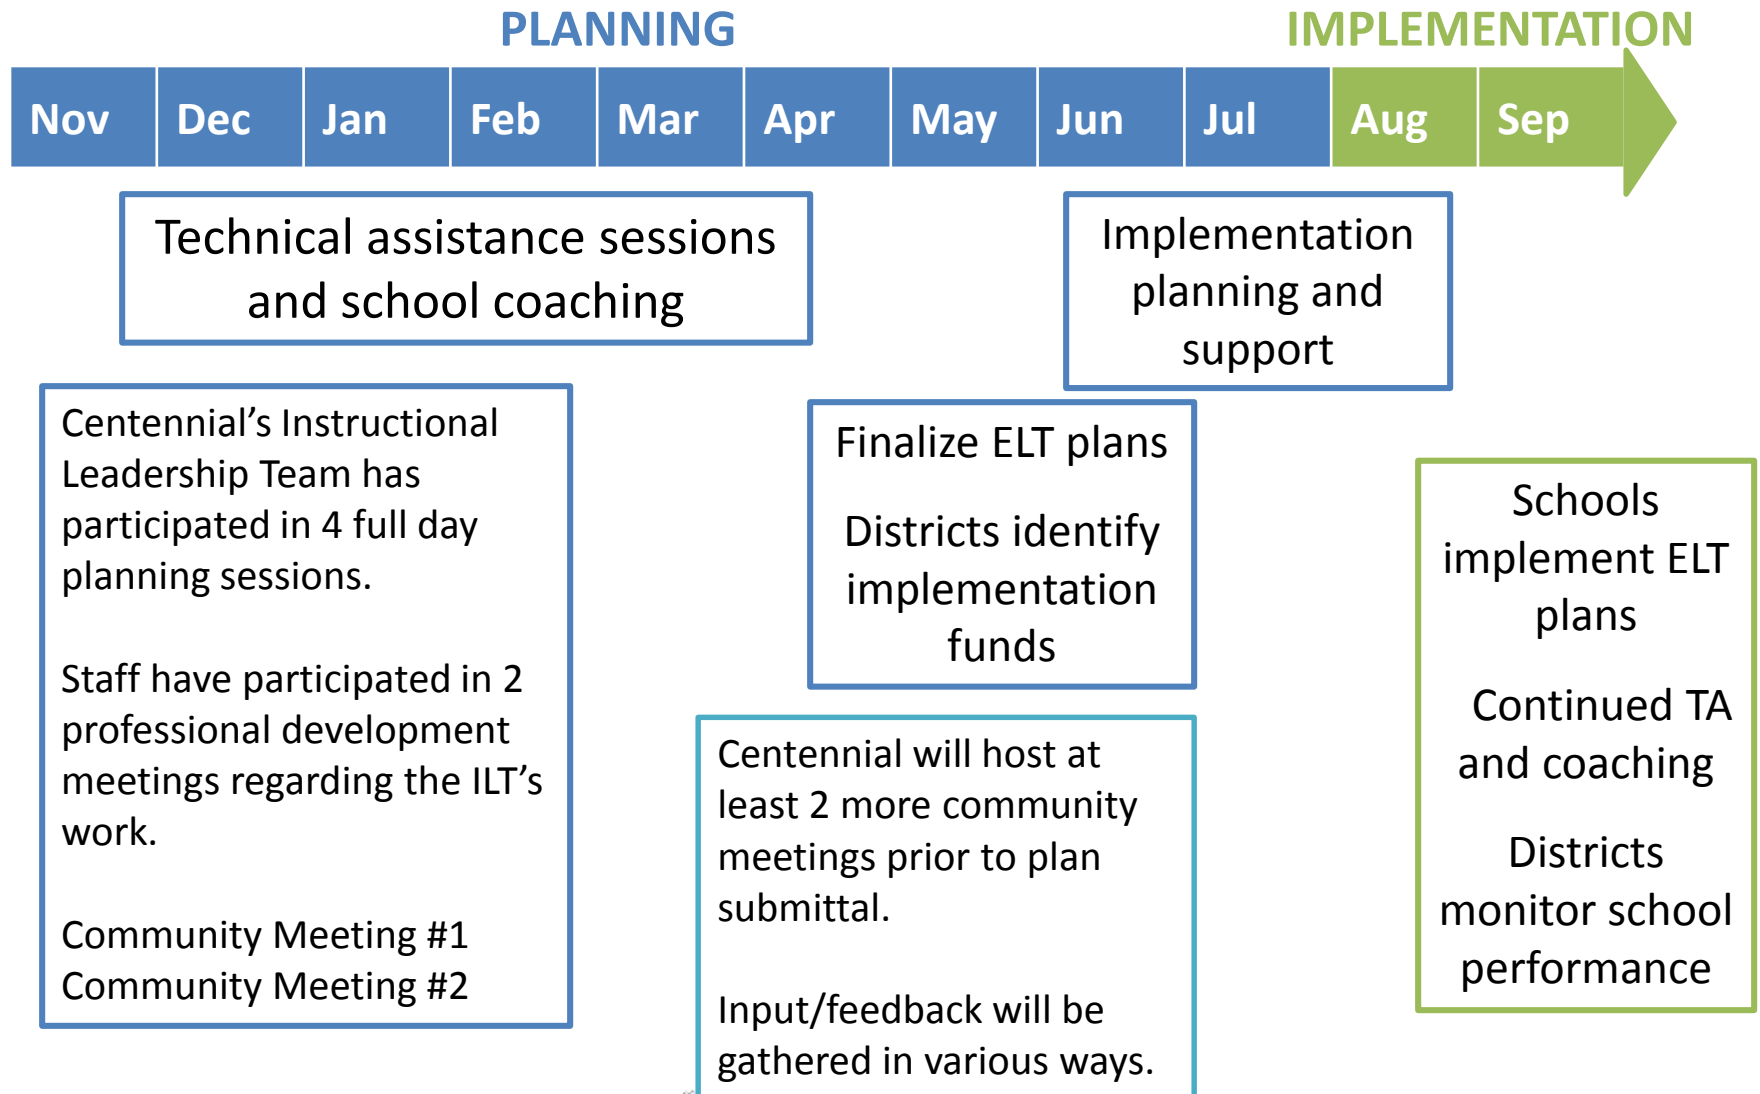 PLANNING
IMPLEMENTATION
Nov Dec Jan Feb Mar Apr May Jun Jul Aug Sep
Technical assistance sessions
and school coaching
Implementation
planning and
support
Centennial’s Instructional
Leadership Team has
participated in 4 full day
planning sessions.
Staff have participated in 2
professional development
meetings regarding the ILT’s
work.
Community Meeting #1
Community Meeting #2
Finalize ELT plans
Districts identify
implementation
funds
Centennial will host at
least 2 more community
meetings prior to plan
submittal.
Input/feedback will be
gathered in various ways.
Schools
implement ELT
plans
Continued TA
and coaching
Districts
monitor school
performance